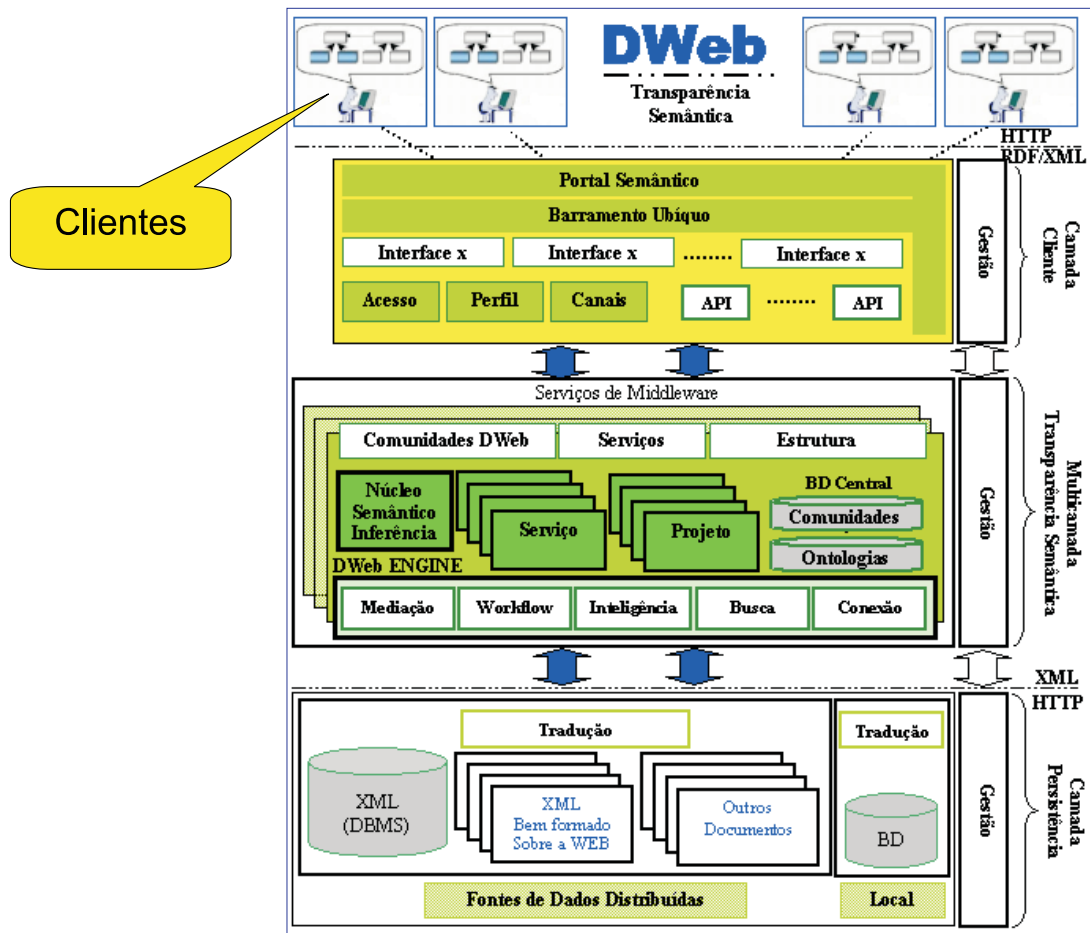 DWeb
Transparência
Semântica
Clientes
HTTP
RDF/XML
Portal Semântico
Barramento Ubíquo
Interface x
Interface x
........
Interface x
Acesso
Perfil
Canais
API
........
API
Gestão
Camada
Cliente
Serviços de Middleware
Comunidades DWeb
Serviços
Estrutura
Núcleo
Semântico
Inferência
Serviço
Projeto
BD Central
Comunidades
Ontologias
DWeb ENGINE
Mediação
Workflow
Inteligência
Busca
Conexão
Gestão
Multicamada
Transparência Semântica
XML
HTTP
Tradução
Tradução
XML
(DBMS)
XML
Bem formado
Sobre a WEB
Outros
Documentos
BD
Gestão
Camada
Persistência
Fontes de Dados Distribuídas
Local